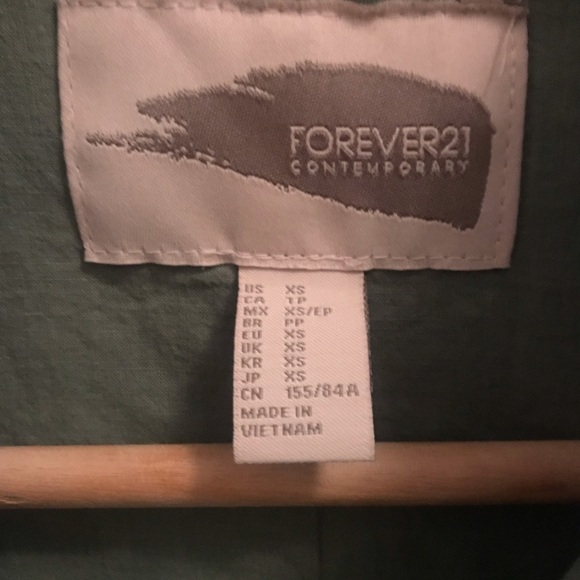 FOREVER21
CONTEMPORARY
US XS
CA TP
MX XS/EP
BR PP
EU XS
UK XS
KR XS
JP XS
CN 155/84A
MADE IN
VIETNAM